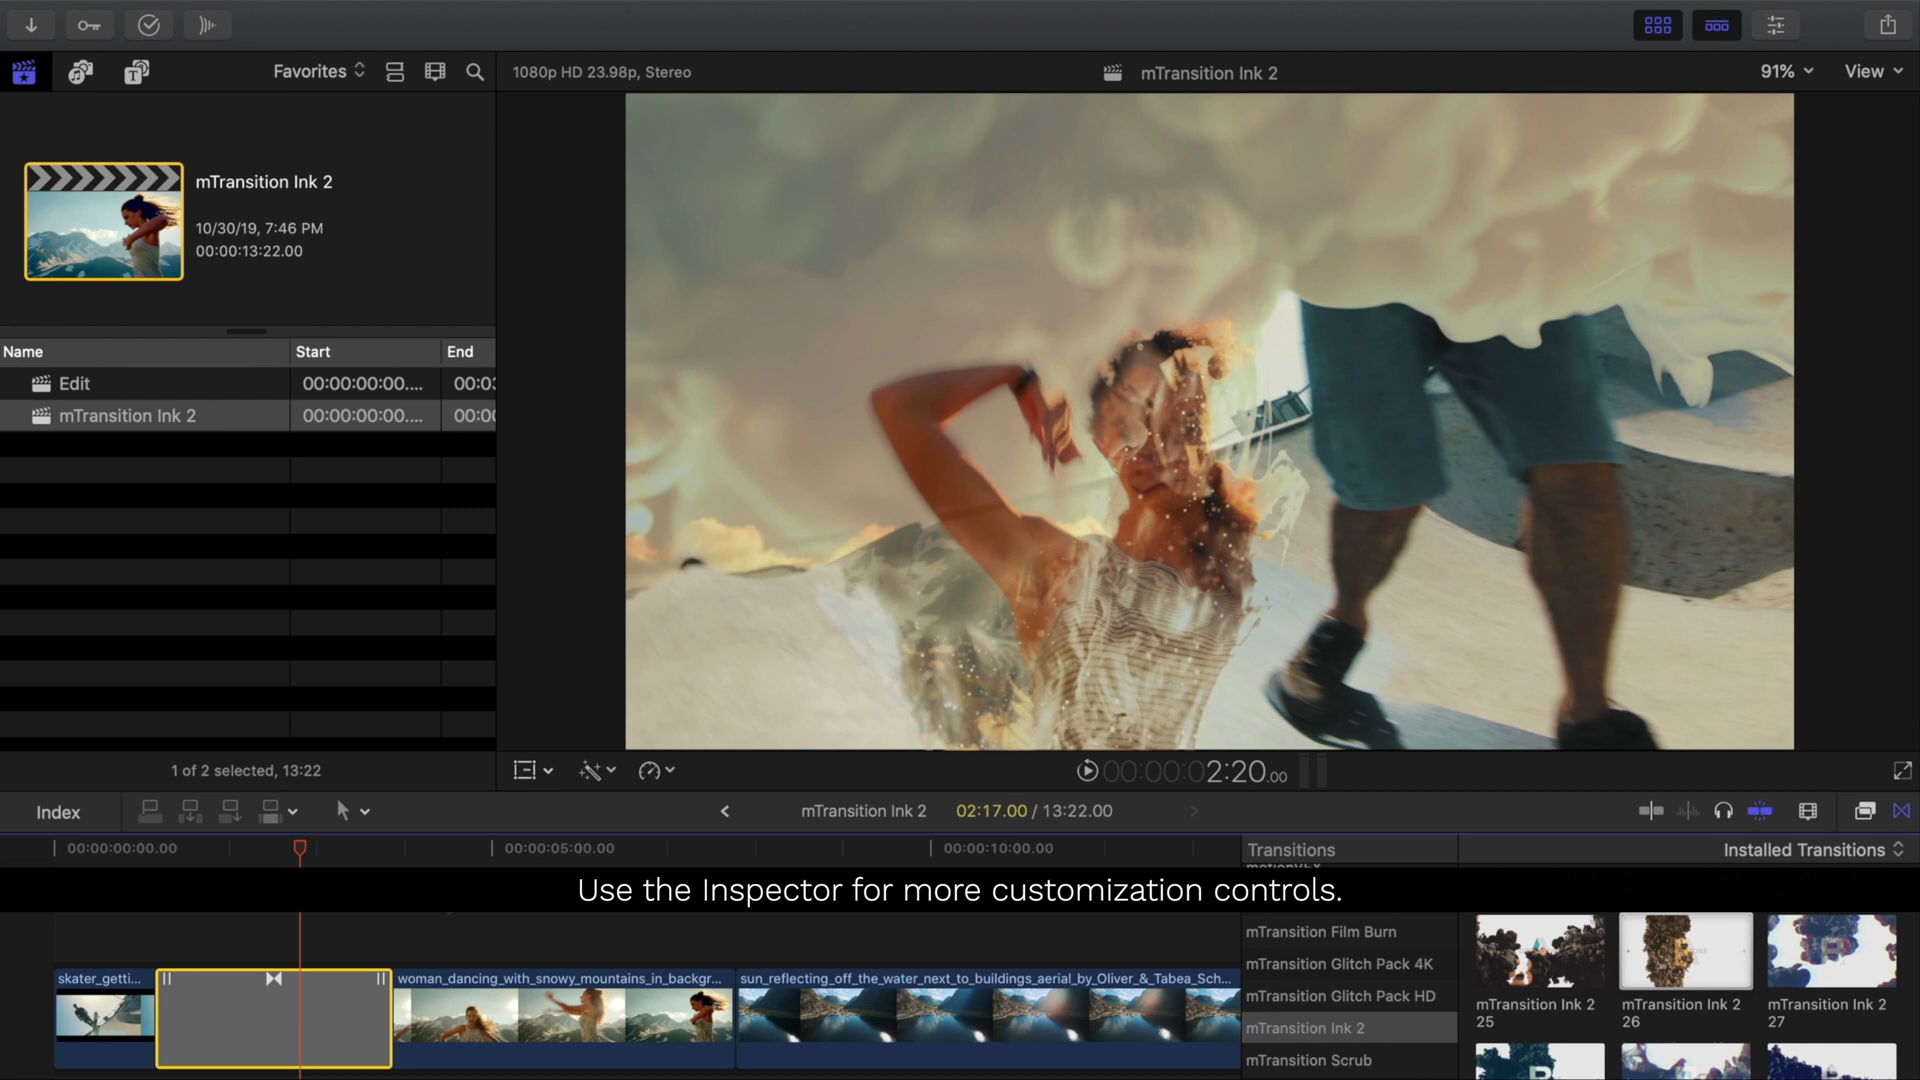 Favorites
1080p HD 23.98p, Stereo
mTransition Ink 2
91%
View
mTransition Ink 2
10/30/19, 7:46 PM
00:00:13:22.00
Name
Start
End
Edit
00:00:00:00....
00:03
mTransition Ink 2
00:00:00:00....
00:00
1 of 2 selected, 13:22
00:00:02:20.00
Index
mTransition Ink 2
02:17.00 / 13:22.00
00:00:00:00.00
00:00:05:00.00
00:00:10:00.00
Transitions
Installed Transitions
Use the Inspector for more customization controls.
mTransition Film Burn
mTransition Glitch Pack 4K
mTransition Glitch Pack HD
mTransition Ink 2
mTransition Scrub
skater_getti...
woman_dancing_with_snowy_mountains_in_backgr...
sun_reflecting_off_the_water_next_to_buildings_aerial_by_Oliver_&_Tabea_Sch...
mTransition Ink 2
25
mTransition Ink 2
26
mTransition Ink 2
27